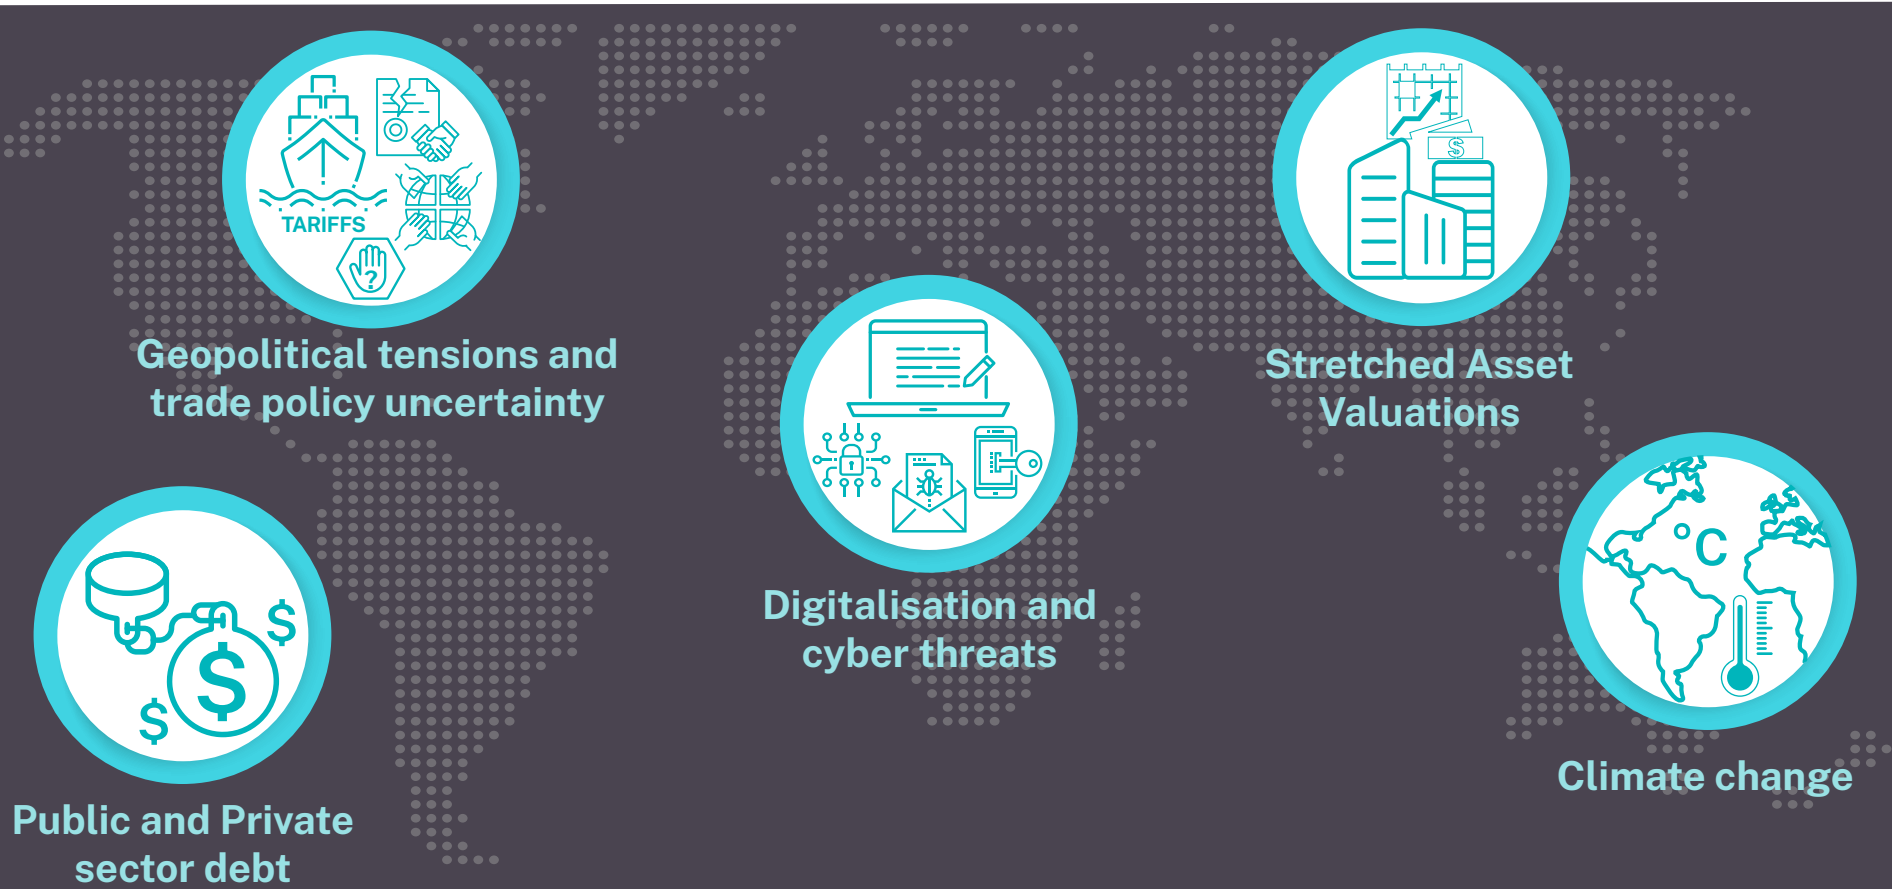 TARIFFS
?
Geopolitical tensions and
trade policy uncertainty
$
Stretched Asset
Valuations
Digitalisation and
cyber threats
°C
Climate change
$
$
$
Public and Private
sector debt